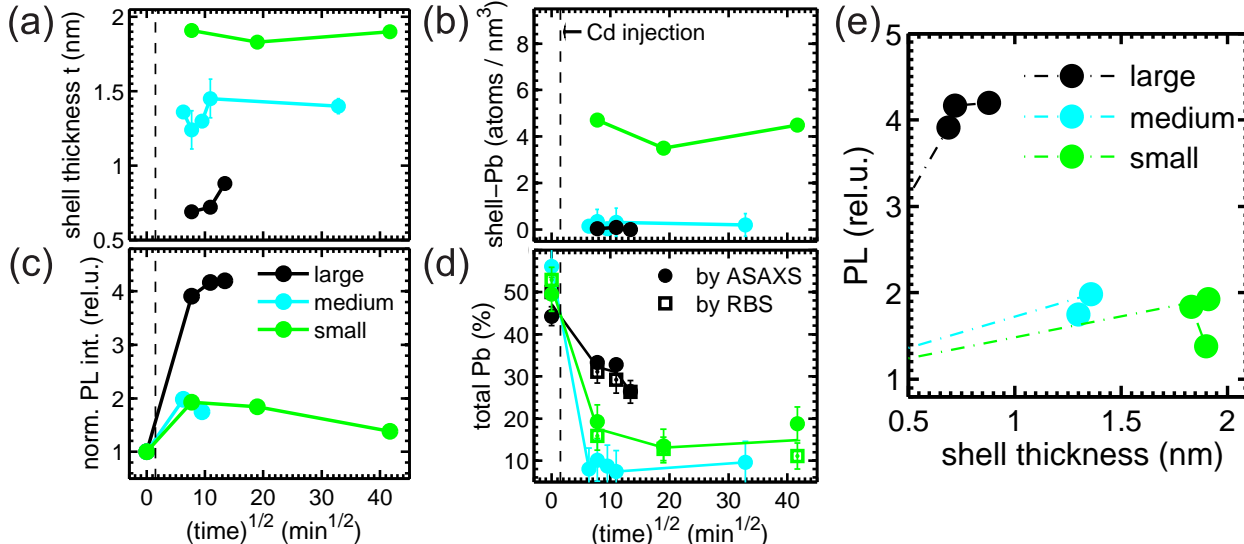 (a)
shell thickness t (nm)
2
1.5
1
0.5
(b)
shell−Pb (atoms / nm³)
8
6
4
2
0
Cd injection
(c)
norm. PL int. (rel.u.)
4
3
2
1
large
medium
small
0 10 20 30 40
(time)^1/2 (min^1/2)
(d)
total Pb (%)
50
40
30
20
10
by ASAXS
by RBS
0 10 20 30 40
(time)^1/2 (min^1/2)
(e)
PL (rel.u.)
5
4
3
2
1
large
medium
small
0.5 1 1.5 2
shell thickness (nm)